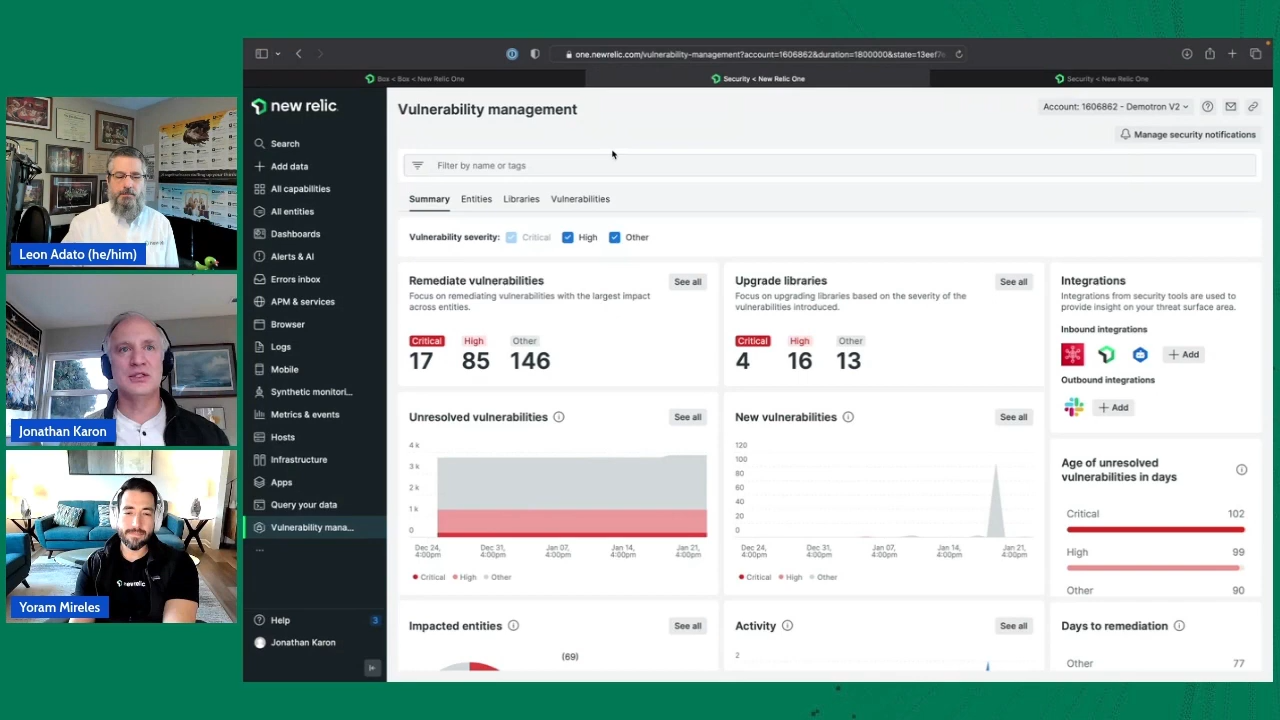 Leon Adato (he/him)
Jonathan Karon
new relic
Yoram Mireles
one.newrelic.com/vulnerability-management?account=1606862&duration=1800000&state=13eef7
Box < Box < New Relic One
Security < New Relic One
Security < New Relic One
new relic
Search
Add data
All capabilities
All entities
Dashboards
Alerts & AI
Errors inbox
APM & services
Browser
Logs
Mobile
Synthetic monitori...
Metrics & events
Hosts
Infrastructure
Apps
Query your data
Vulnerability mana...
...
Help
3
Jonathan Karon
Vulnerability management
Account: 1606862 - Demotron V2
Manage security notifications
Filter by name or tags
Summary
Entities
Libraries
Vulnerabilities
Vulnerability severity:
Critical
High
Other
Remediate vulnerabilities
See all
Focus on remediating vulnerabilities with the largest impact
across entities.
Critical
High
Other
17
85
146
Upgrade libraries
See all
Focus on upgrading libraries based on the severity of the
vulnerabilities introduced.
Critical
High
Other
4
16
13
Integrations
Integrations from security tools are used to
provide insight on your threat surface area.
Inbound integrations
+ Add
Outbound integrations
+ Add
Unresolved vulnerabilities
See all
4 k
3 k
2 k
1 k
0
Dec 24,
4:00pm
Dec 31,
4:00pm
Jan 07,
4:00pm
Jan 14,
4:00pm
Jan 21,
4:00pm
Critical
High
Other
New vulnerabilities
See all
120
100
80
60
40
20
0
Dec 24,
4:00pm
Dec 31,
4:00pm
Jan 07,
4:00pm
Jan 14,
4:00pm
Jan 21,
4:00pm
Critical
High
Other
Age of unresolved
vulnerabilities in days
Critical
102
High
99
Other
90
Impacted entities
See all
(69)
Activity
See all
2
Days to remediation
Other
77